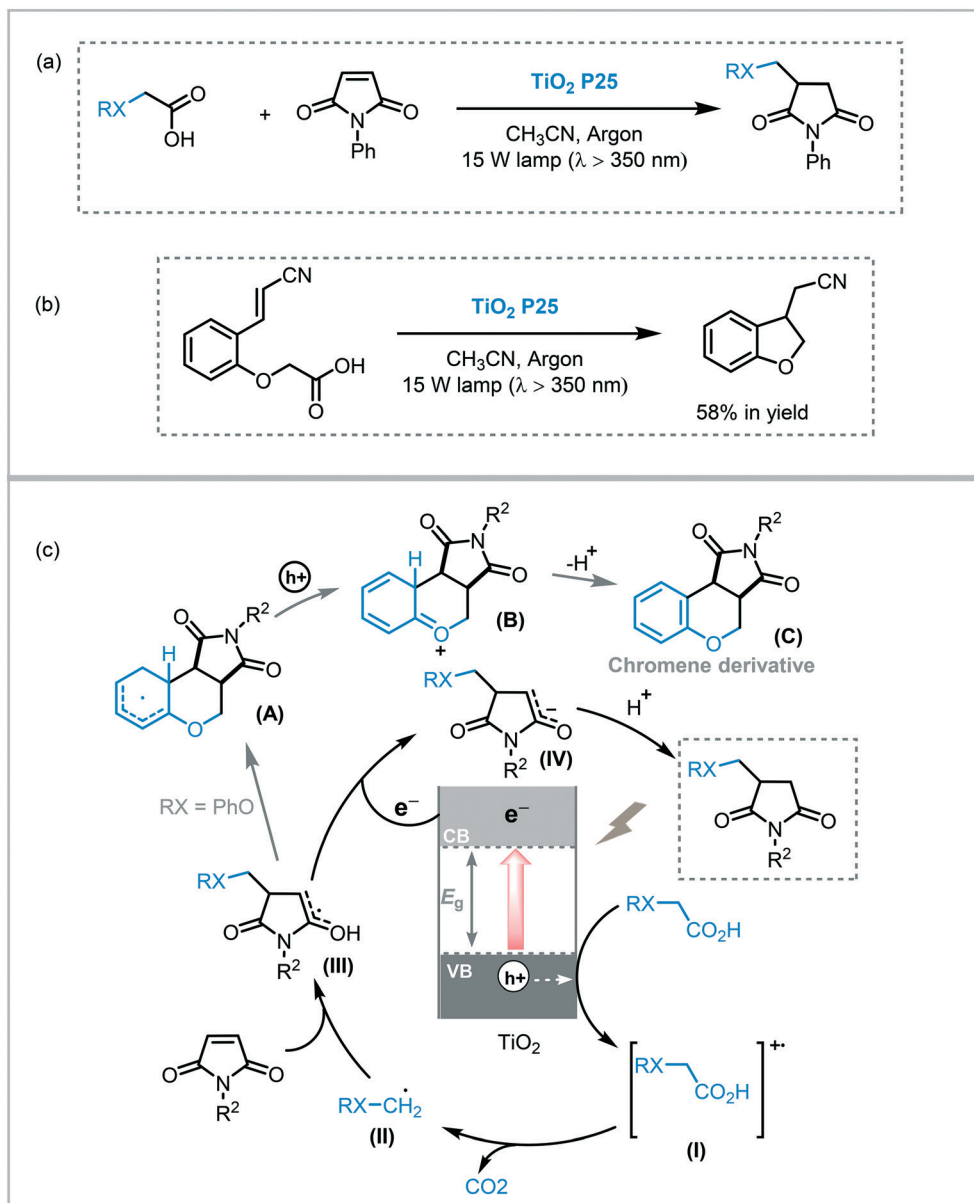 (a)
RX
O
OH
+
O
N
O
Ph
TiO2 P25
CH3CN, Argon
15 W lamp (λ > 350 nm)
RX
O
N
O
Ph
(b)
CN
O
OH
O
TiO2 P25
CH3CN, Argon
15 W lamp (λ > 350 nm)
CN
O
58% in yield
(c)
h+
O
R2
N
H
O
O
+
(B)
-H+
O
R2
N
O
O
(C)
Chromene derivative
O
R2
N
H
O
·
O
(A)
RX
O
N
O
−
R2
(IV)
H+
RX
O
N
O
R2
RX = PhO
e−
e−
CB
Eg
VB
h+
TiO2
RX
O
N
OH
·
R2
(III)
RX
CO2H
O
N
O
R2
RX−CH2
·
(II)
CO2
RX
CO2H
+·
(I)